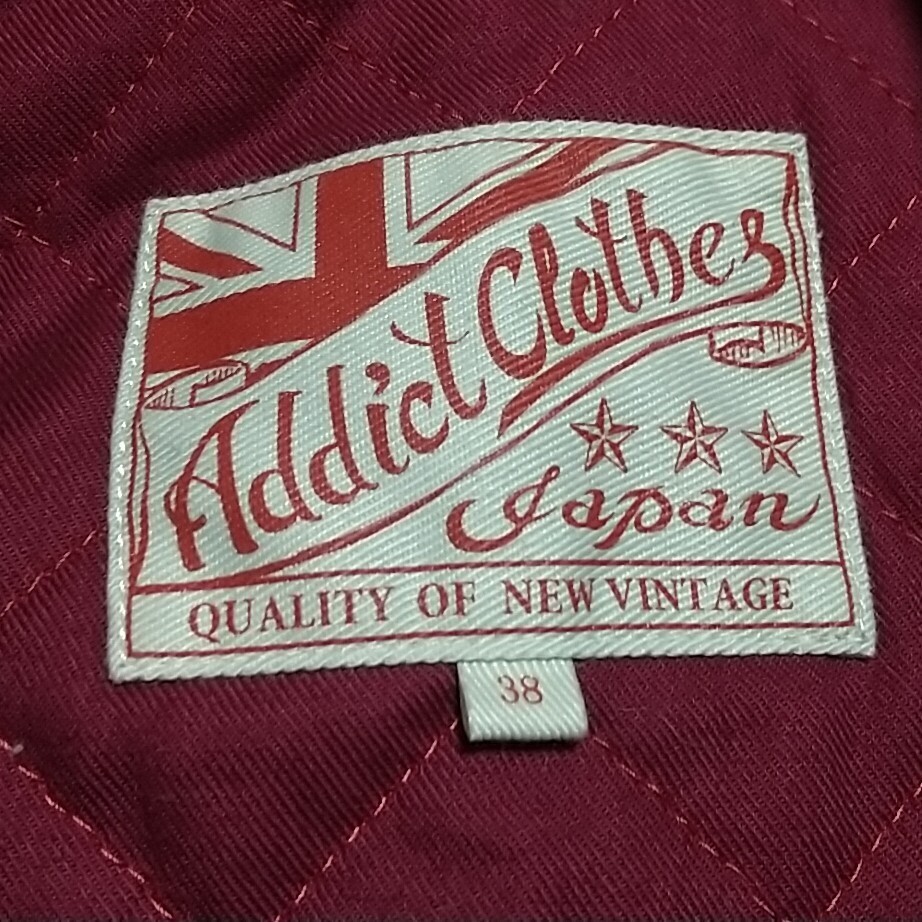 Addict Clothes
Japan
QUALITY OF NEW VINTAGE
38